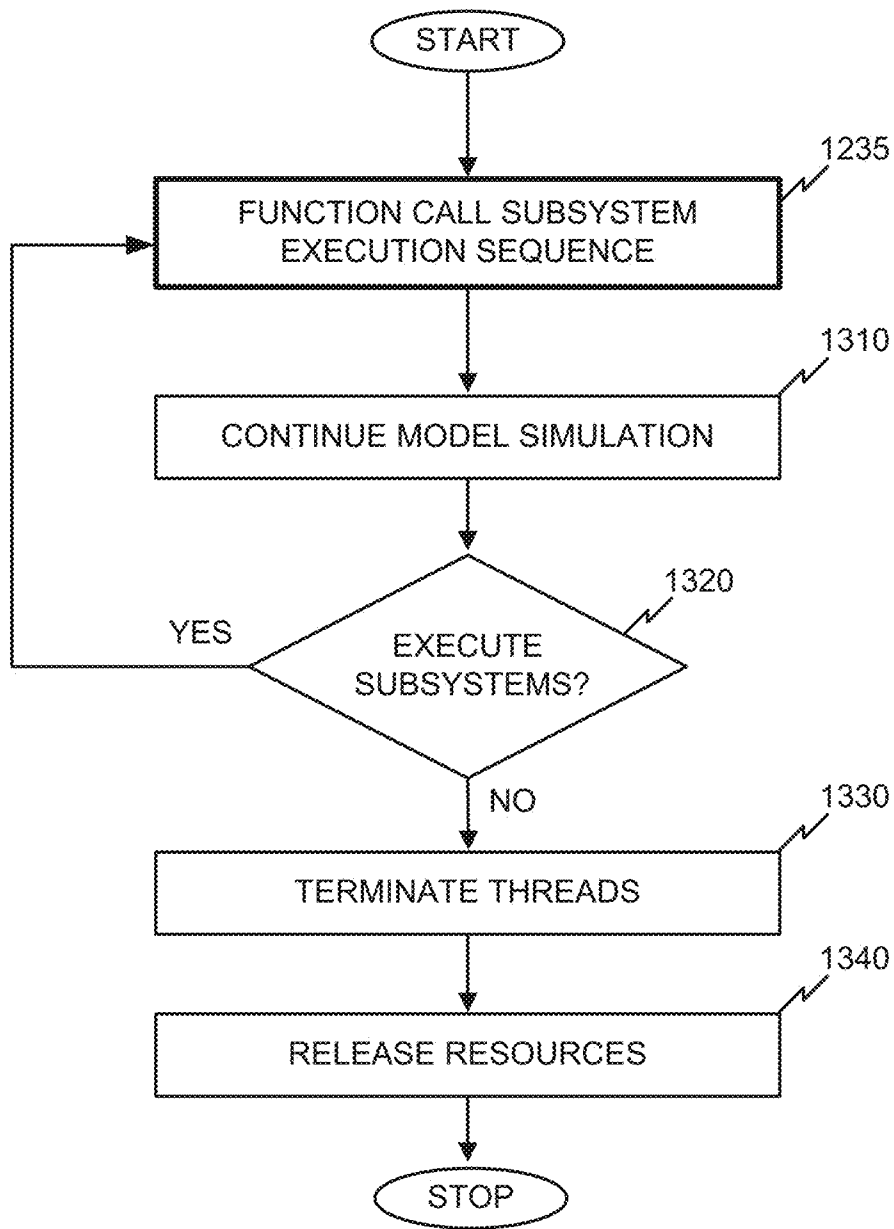 START
1235
FUNCTION CALL SUBSYSTEM
EXECUTION SEQUENCE
1310
CONTINUE MODEL SIMULATION
1320
YES
EXECUTE
SUBSYSTEMS?
NO
1330
TERMINATE THREADS
1340
RELEASE RESOURCES
STOP